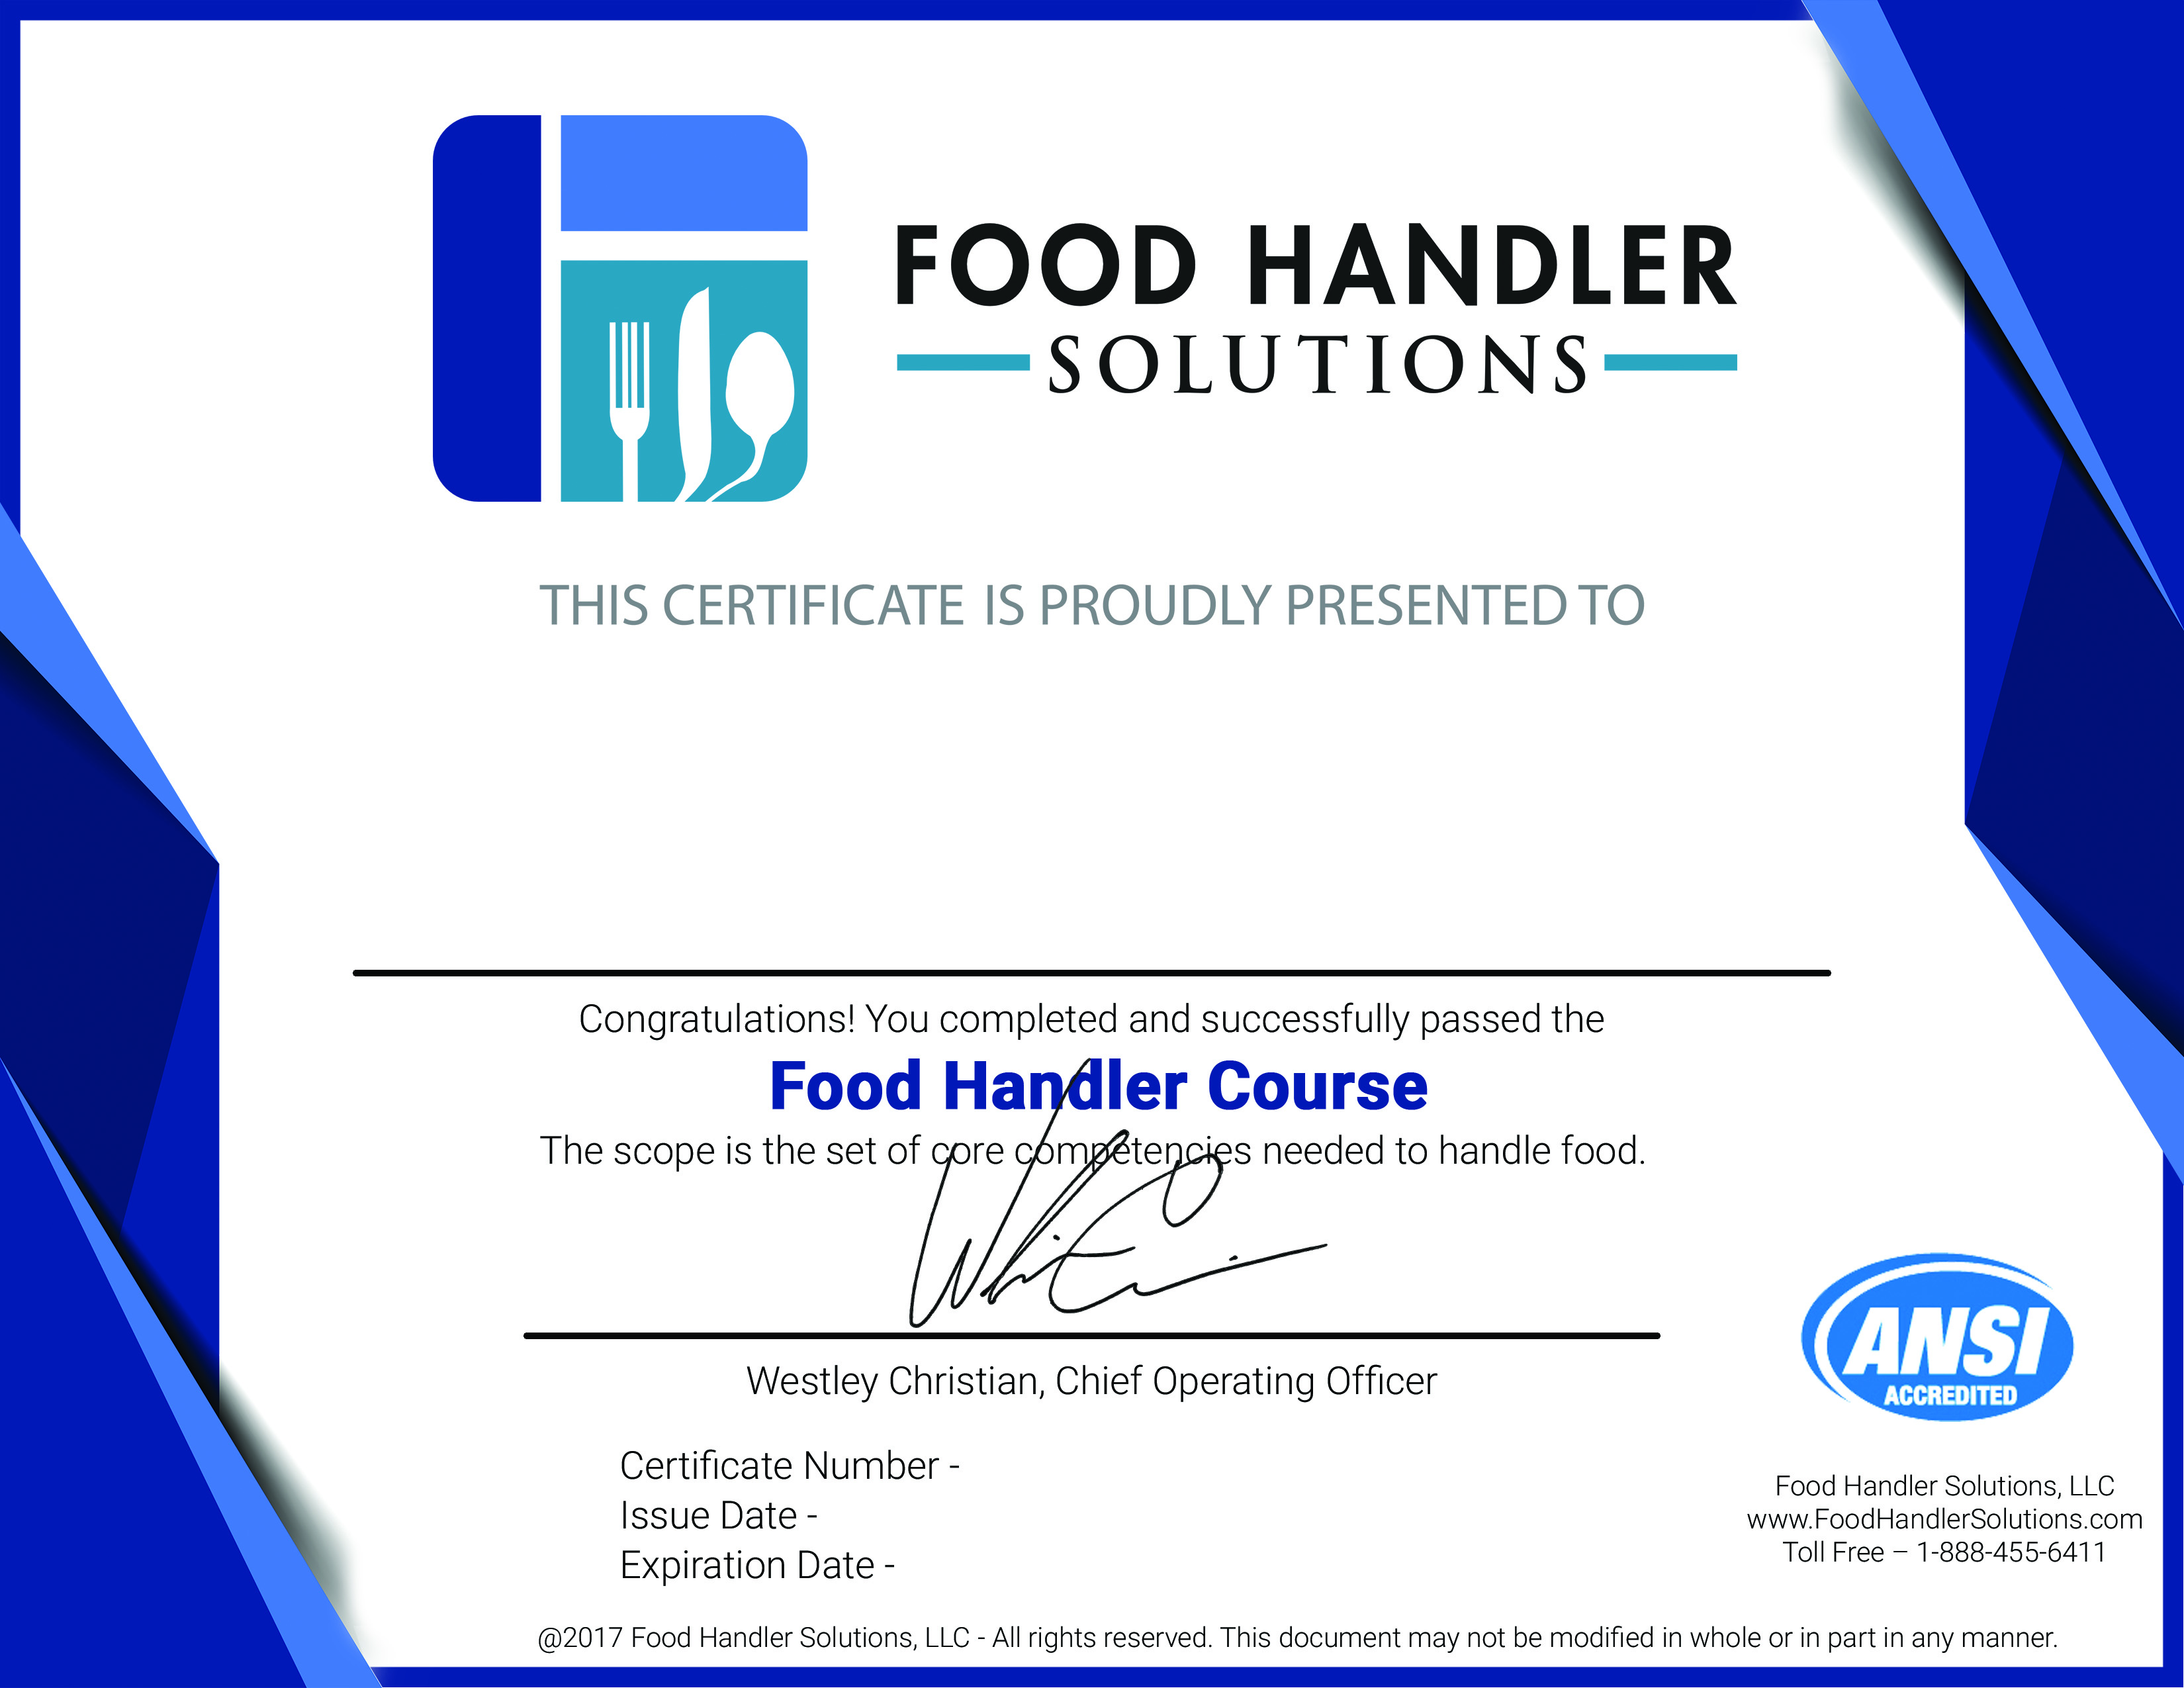 FOOD HANDLER
SOLUTIONS
THIS CERTIFICATE IS PROUDLY PRESENTED TO
Congratulations! You completed and successfully passed the
Food Handler Course
The scope is the set of core competencies needed to handle food.
Westley Christian, Chief Operating Officer
ANSI
ACCREDITED
Certificate Number -
Issue Date -
Expiration Date -
Food Handler Solutions, LLC
www.FoodHandlerSolutions.com
Toll Free – 1-888-455-6411
@2017 Food Handler Solutions, LLC - All rights reserved. This document may not be modified in whole or in part in any manner.